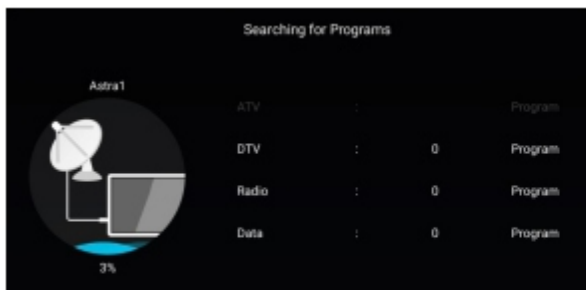 Searching for Programs
Astra1
ATV : Program
DTV : 0 Program
Radio : 0 Program
Data : 0 Program
3%